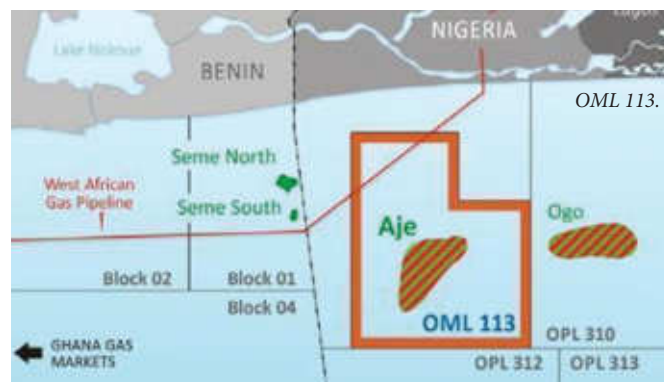 Lake Nokoue
BENIN
NIGERIA
Lagos
OML 113.
Seme North
West African
Gas Pipeline
Seme South
Aje
Ogo
Block 02
Block 01
Block 04
OML 113
OPL 310
GHANA GAS
MARKETS
OPL 312
OPL 313